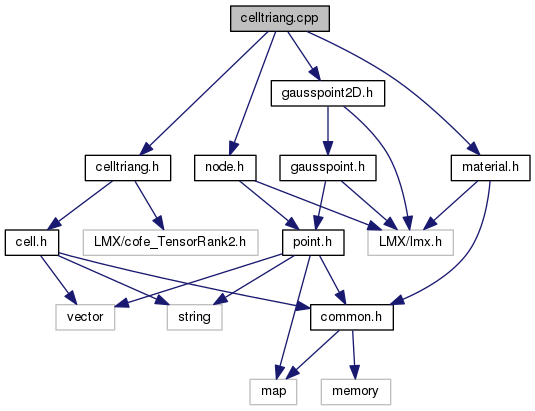 celltriang.cpp
gausspoint2D.h
celltriang.h
node.h
gausspoint.h
material.h
cell.h
LMX/cofe_TensorRank2.h
point.h
LMX/lmx.h
vector
string
common.h
map
memory